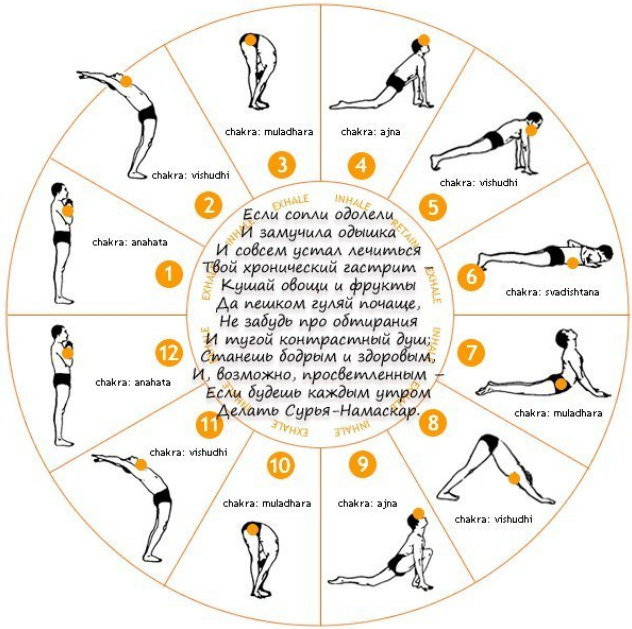 chakra: muladhara
3
chakra: ajna
4
chakra: vishudhi
2
chakra: vishudhi
5
chakra: anahata
1
chakra: svadishtana
6
chakra: anahata
12
chakra: muladhara
7
chakra: vishudhi
11
chakra: vishudhi
8
chakra: muladhara
10
chakra: ajna
9
EXHALE
INHALE
RETAIN
EXHALE
INHALE
EXHALE
INHALE
EXHALE
INHALE
EXHALE
INHALE
Если сопли одолели
И замучила одышка
И совсем устал лечиться
Твой хронический гастрит
Кушай овощи и фрукты
Да пешком гуляй почаще,
Не забудь про обтирания
И тугой контрастный душ;
Станешь бодрым и здоровым,
И, возможно, просветленным –
Если будешь каждым утром
Делать Сурья-Намаскар.